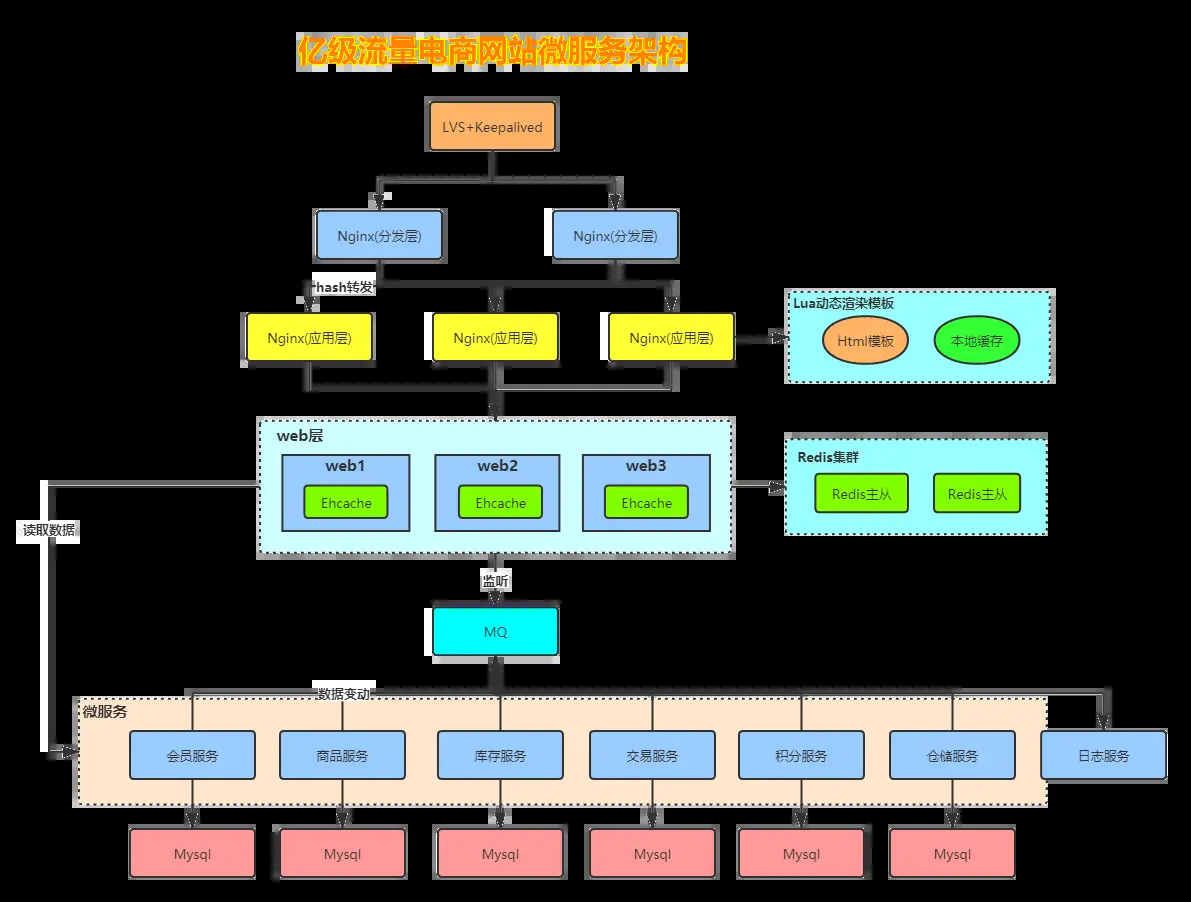 亿级流量电商网站微服务架构
LVS+Keepalived
Nginx(分发层)
Nginx(分发层)
hash转发
Nginx(应用层)
Nginx(应用层)
Nginx(应用层)
Lua动态渲染模板
Html模板
本地缓存
web层
web1
Ehcache
web2
Ehcache
web3
Ehcache
Redis集群
Redis主从
Redis主从
读取数据
监听
MQ
数据变动
微服务
会员服务
商品服务
库存服务
交易服务
积分服务
仓储服务
日志服务
Mysql
Mysql
Mysql
Mysql
Mysql
Mysql